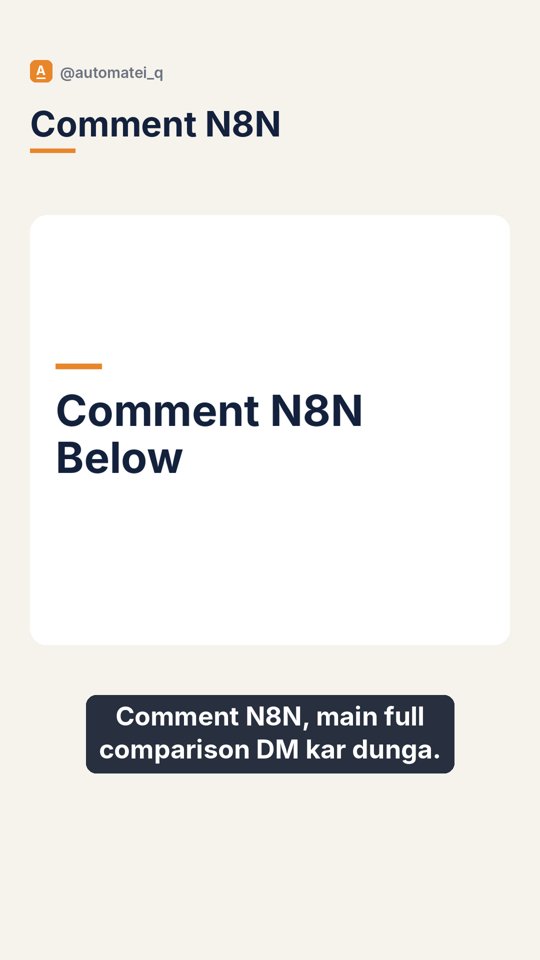 A
@automatei_q
Comment N8N
Comment N8N
Below
Comment N8N, main full
comparison DM kar dunga.